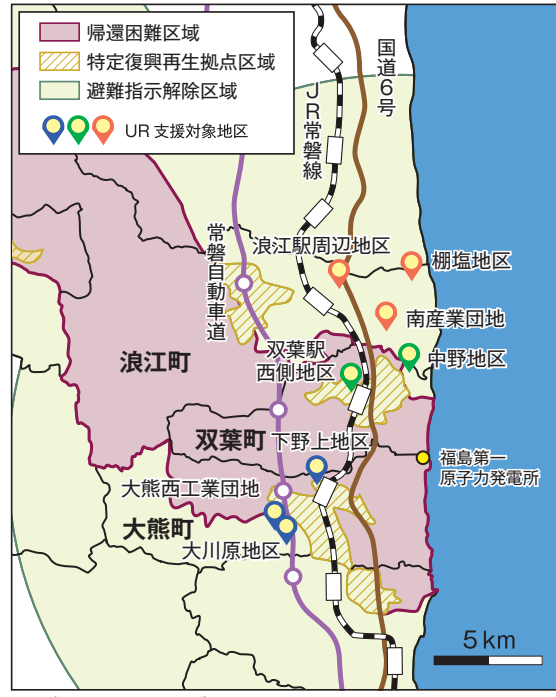 帰還困難区域
特定復興再生拠点区域
避難指示解除区域
UR支援対象地区
国道6号
JR常磐線
常磐自動車道
浪江駅周辺地区
棚塩地区
南産業団地
双葉駅
西側地区
中野地区
浪江町
双葉町
下野上地区
福島第一
原子力発電所
大熊西工業団地
大熊町
大川原地区
5km